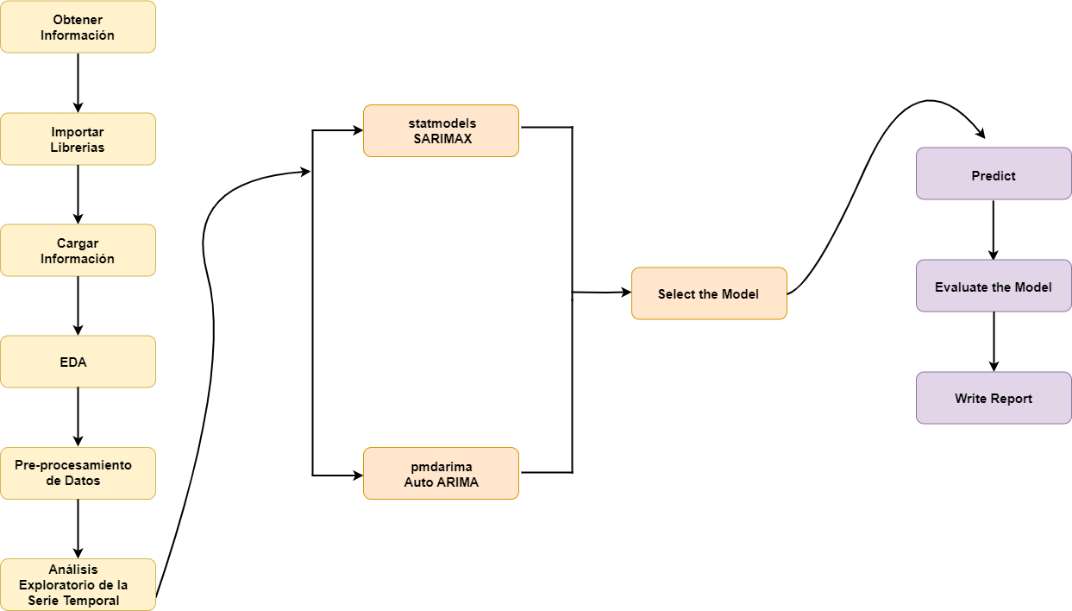 Obtener
Información
Importar
Librerias
Cargar
Información
EDA
Pre-procesamiento
de Datos
Análisis
Exploratorio de la
Serie Temporal
statmodels
SARIMAX
pmdarima
Auto ARIMA
Select the Model
Predict
Evaluate the Model
Write Report